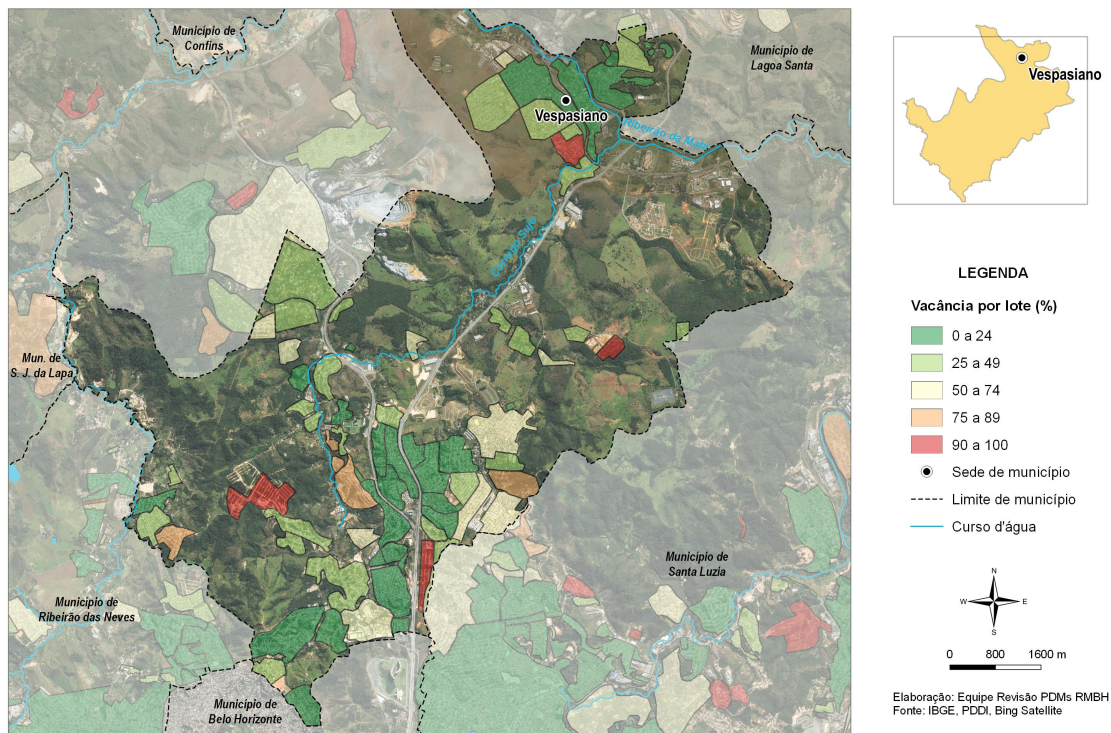 Município de
Confins
Município de
Lagoa Santa
Vespasiano
Ribeirão da Mata
Córrego Sujo
Mun. de
S. J. da Lapa
Município de
Santa Luzia
Município de
Ribeirão das Neves
Município de
Belo Horizonte
Vespasiano
LEGENDA
Vacância por lote (%)
0 a 24
25 a 49
50 a 74
75 a 89
90 a 100
Sede de município
Limite de município
Curso d'água
N
W
E
S
0 800 1600 m
Elaboração: Equipe Revisão PDMs RMBH
Fonte: IBGE, PDDI, Bing Satellite